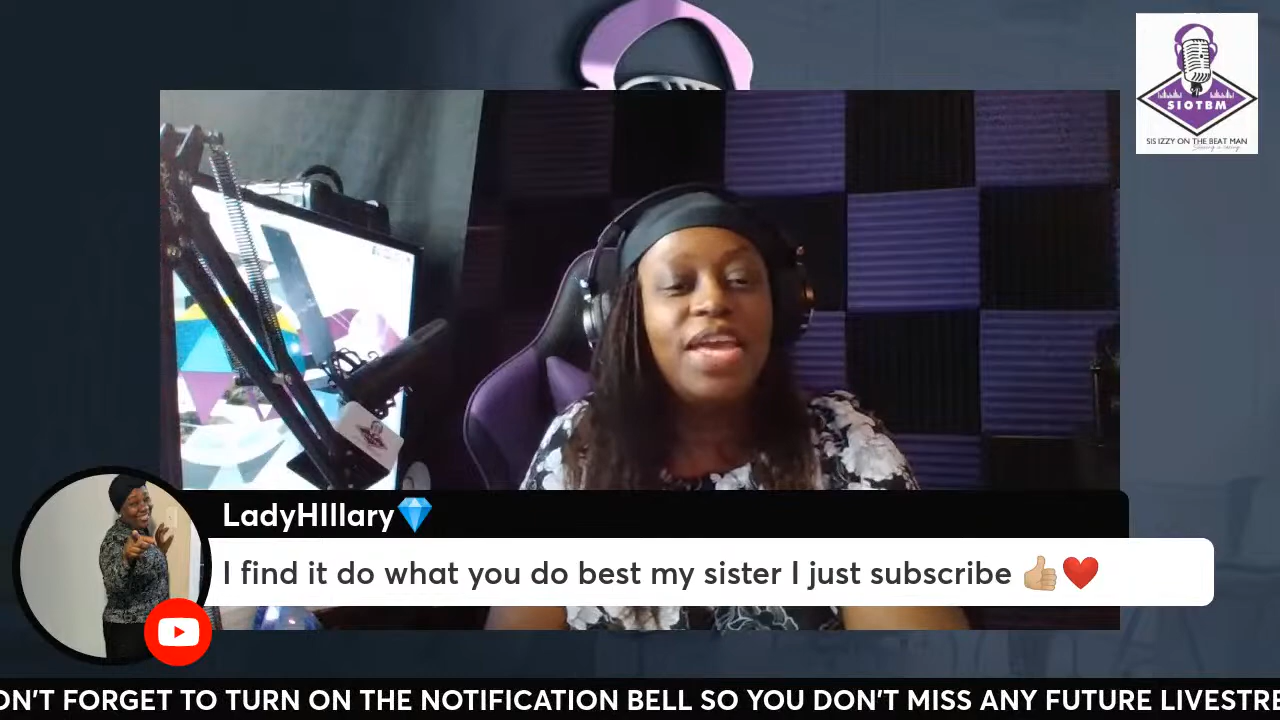 SIOTBM
SIS IZZY ON THE BEAT MAN
LadyHIllary💎
I find it do what you do best my sister I just subscribe 👍🏼❤️
ON'T FORGET TO TURN ON THE NOTIFICATION BELL SO YOU DON'T MISS ANY FUTURE LIVESTRE